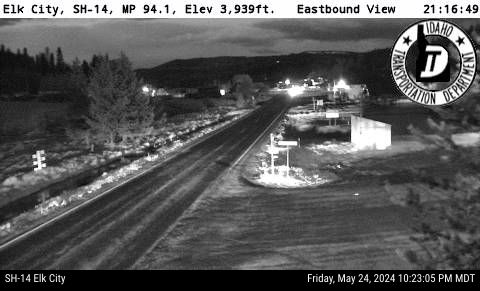 Elk City, SH-14, MP 94.1, Elev 3,939ft. Eastbound View 21:16:49
IDAHO
TRANSPORTATION DEPARTMENT
SH-14 Elk City Friday, May 24, 2024 10:23:05 PM MDT